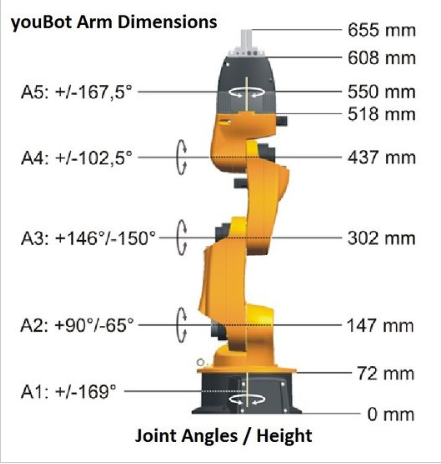 youBot Arm Dimensions
655 mm
608 mm
A5: +/-167,5°
550 mm
518 mm
A4: +/-102,5°
437 mm
A3: +146°/-150°
302 mm
A2: +90°/-65°
147 mm
72 mm
A1: +/-169°
0 mm
Joint Angles / Height